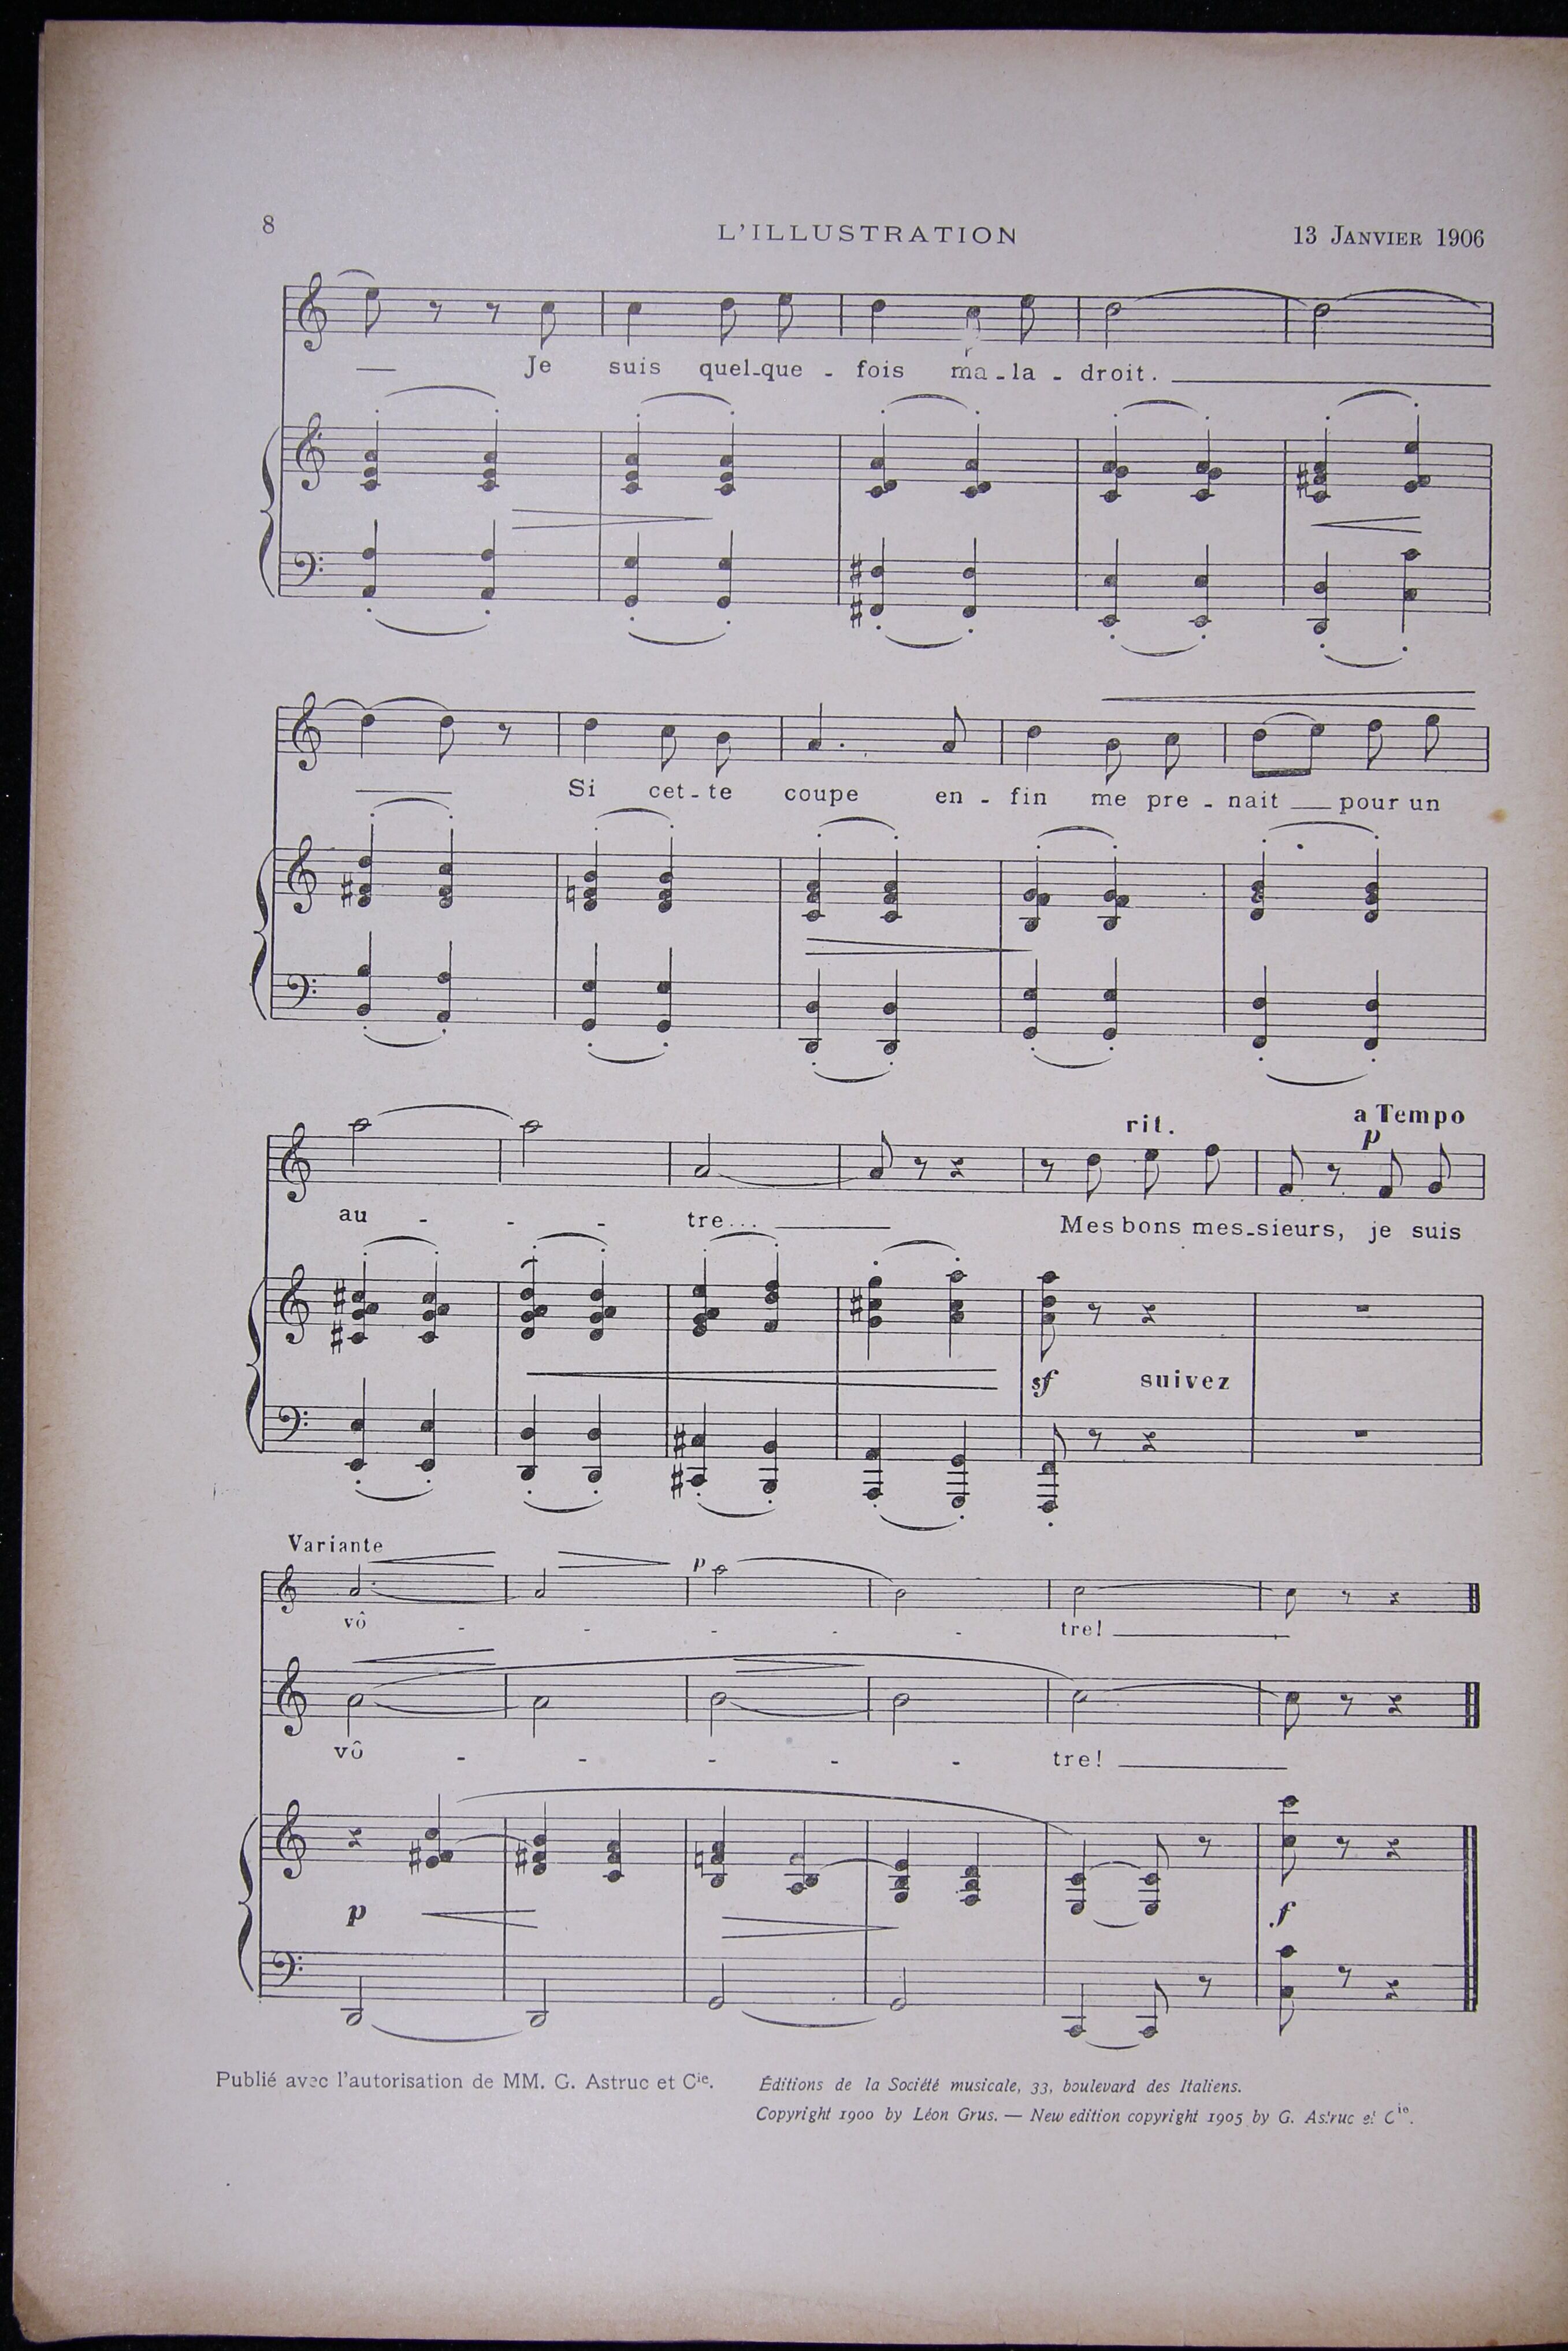 8 L'ILLUSTRATION 13 JANVIER 1906
Je suis quel-que - fois ma-la - droit.
Si cet-te coupe en - fin me pre - nait pour un
rit. a Tempo
p
au - - - tre... Mes bons mes-sieurs, je suis
sf suivez
Variante
p
vô - - - - - tre!
vô - - - - - tre!
p f
Publié avec l'autorisation de MM. G. Astruc et Cie.
Éditions de la Société musicale, 33, boulevard des Italiens.
Copyright 1900 by Léon Grus. — New edition copyright 1905 by G. Astruc et Cie.